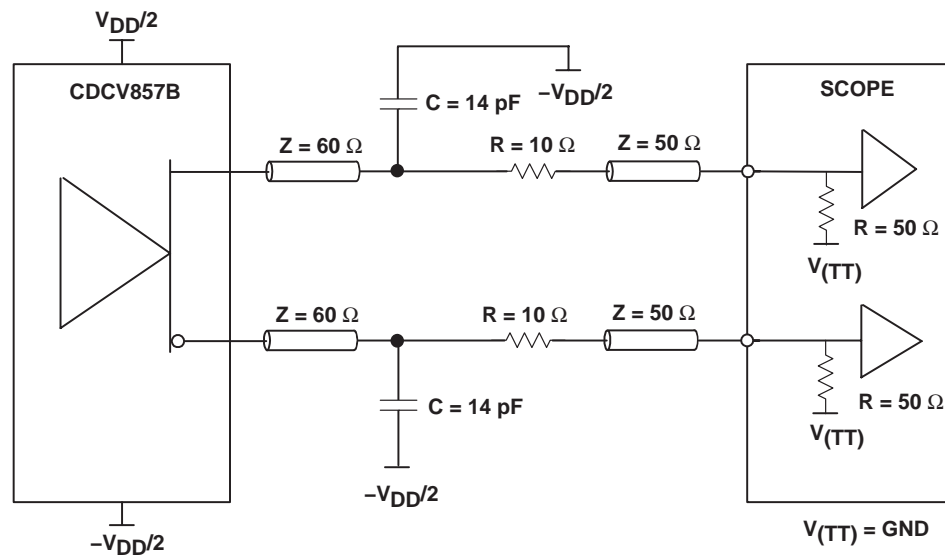 VDD/2
CDCV857B
SCOPE
–VDD/2
C = 14 pF
Z = 60 Ω
R = 10 Ω
Z = 50 Ω
R = 50 Ω
V(TT)
Z = 60 Ω
R = 10 Ω
Z = 50 Ω
R = 50 Ω
V(TT)
C = 14 pF
–VDD/2
–VDD/2
V(TT) = GND